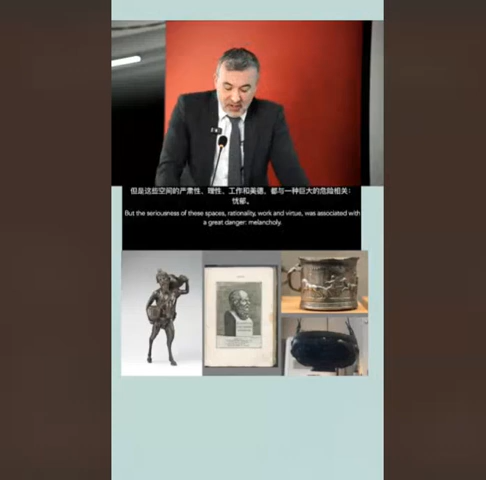 但是这些空间的严肃性、理性、工作和美德，都与一种巨大的危险相关：
忧郁。
But the seriousness of these spaces, rationality, work and virtue, was associated with
a great danger: melancholy.